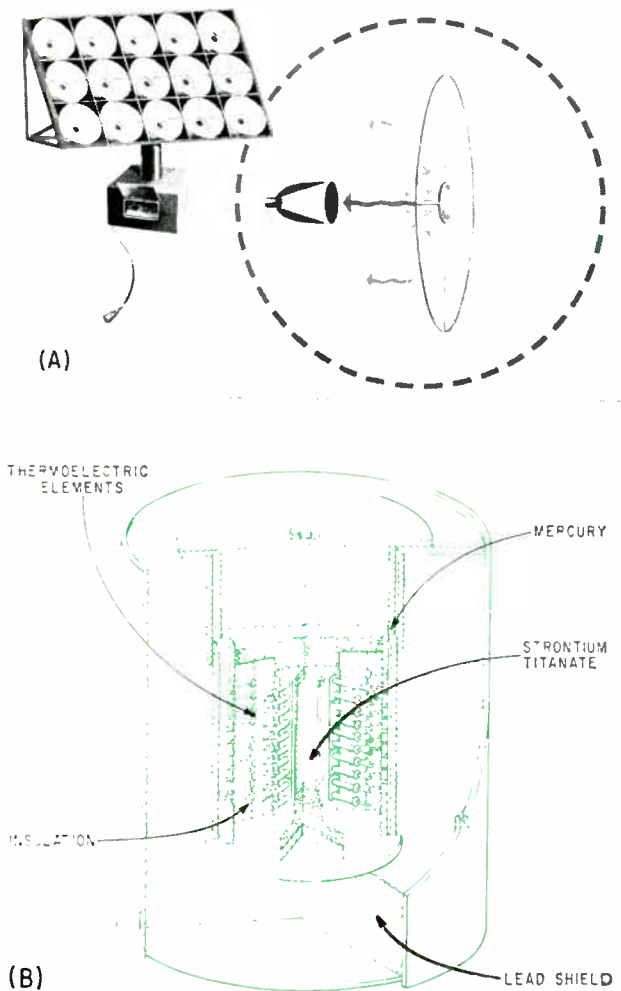 (A)
THERMOELECTRIC
ELEMENTS
MERCURY
STRONTIUM
TITANATE
INSULATION
LEAD SHIELD
(B)